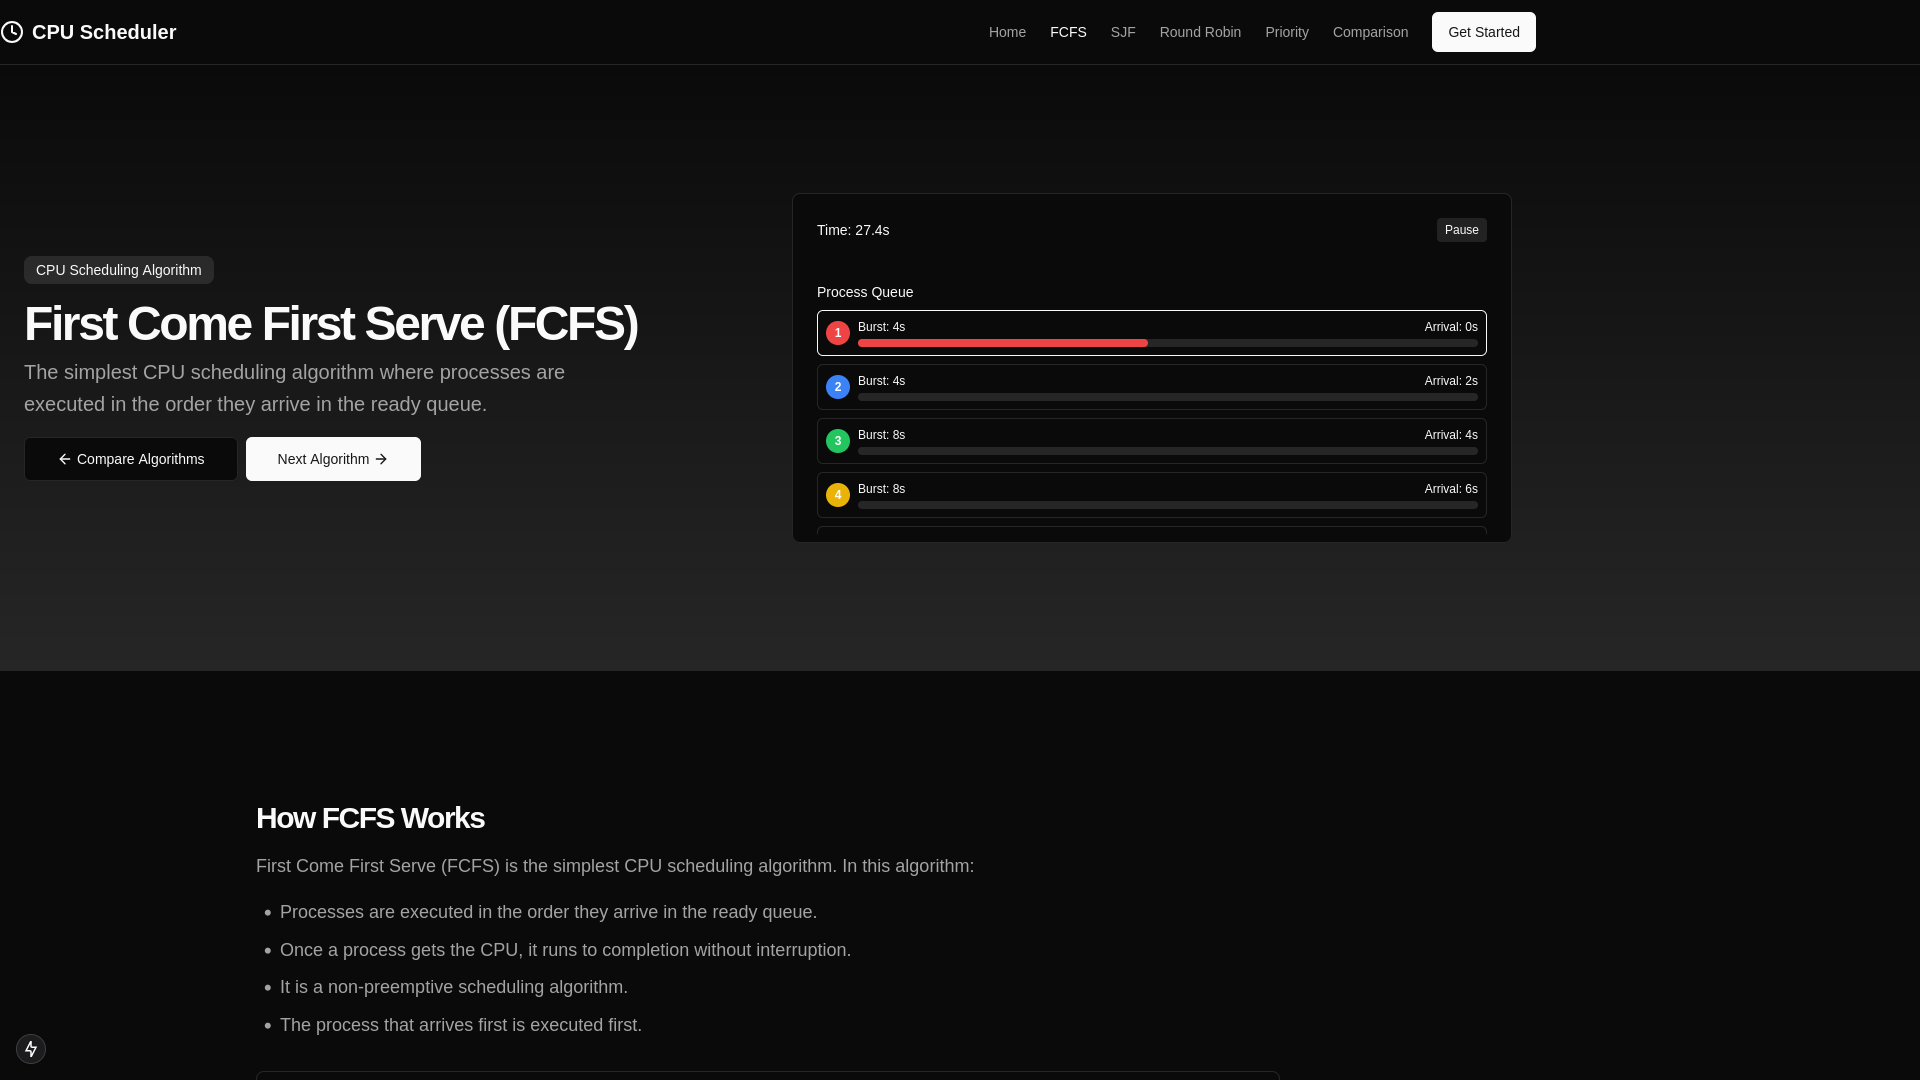 CPU Scheduler
Home FCFS SJF Round Robin Priority Comparison Get Started
CPU Scheduling Algorithm
First Come First Serve (FCFS)
The simplest CPU scheduling algorithm where processes are
executed in the order they arrive in the ready queue.
Compare Algorithms Next Algorithm
Time: 27.4s Pause
Process Queue
1 Burst: 4s Arrival: 0s
2 Burst: 4s Arrival: 2s
3 Burst: 8s Arrival: 4s
4 Burst: 8s Arrival: 6s
How FCFS Works
First Come First Serve (FCFS) is the simplest CPU scheduling algorithm. In this algorithm:
• Processes are executed in the order they arrive in the ready queue.
• Once a process gets the CPU, it runs to completion without interruption.
• It is a non-preemptive scheduling algorithm.
• The process that arrives first is executed first.